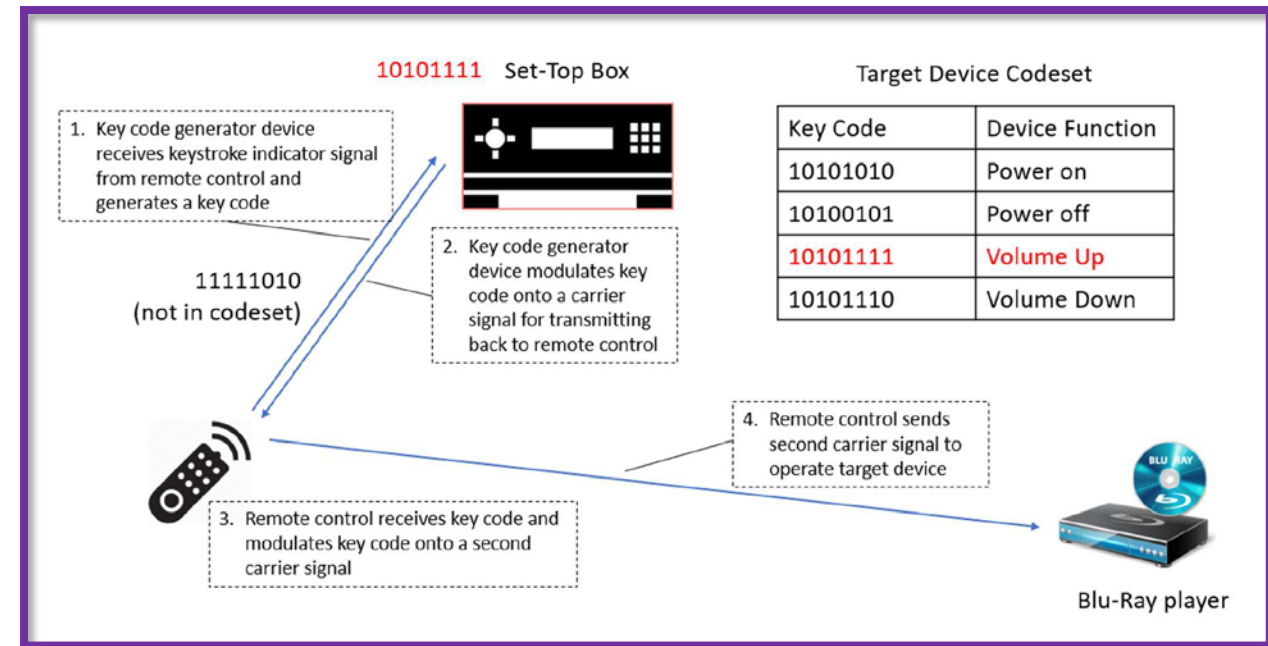 10101111 Set-Top Box
Target Device Codeset
1. Key code generator device
receives keystroke indicator signal
from remote control and
generates a key code
Key Code Device Function
10101010 Power on
10100101 Power off
10101111 Volume Up
10101110 Volume Down
2. Key code generator
device modulates key
code onto a carrier
signal for transmitting
back to remote control
11111010
(not in codeset)
4. Remote control sends
second carrier signal to
operate target device
BLU RAY
3. Remote control receives key code and
modulates key code onto a second
carrier signal
Blu-Ray player